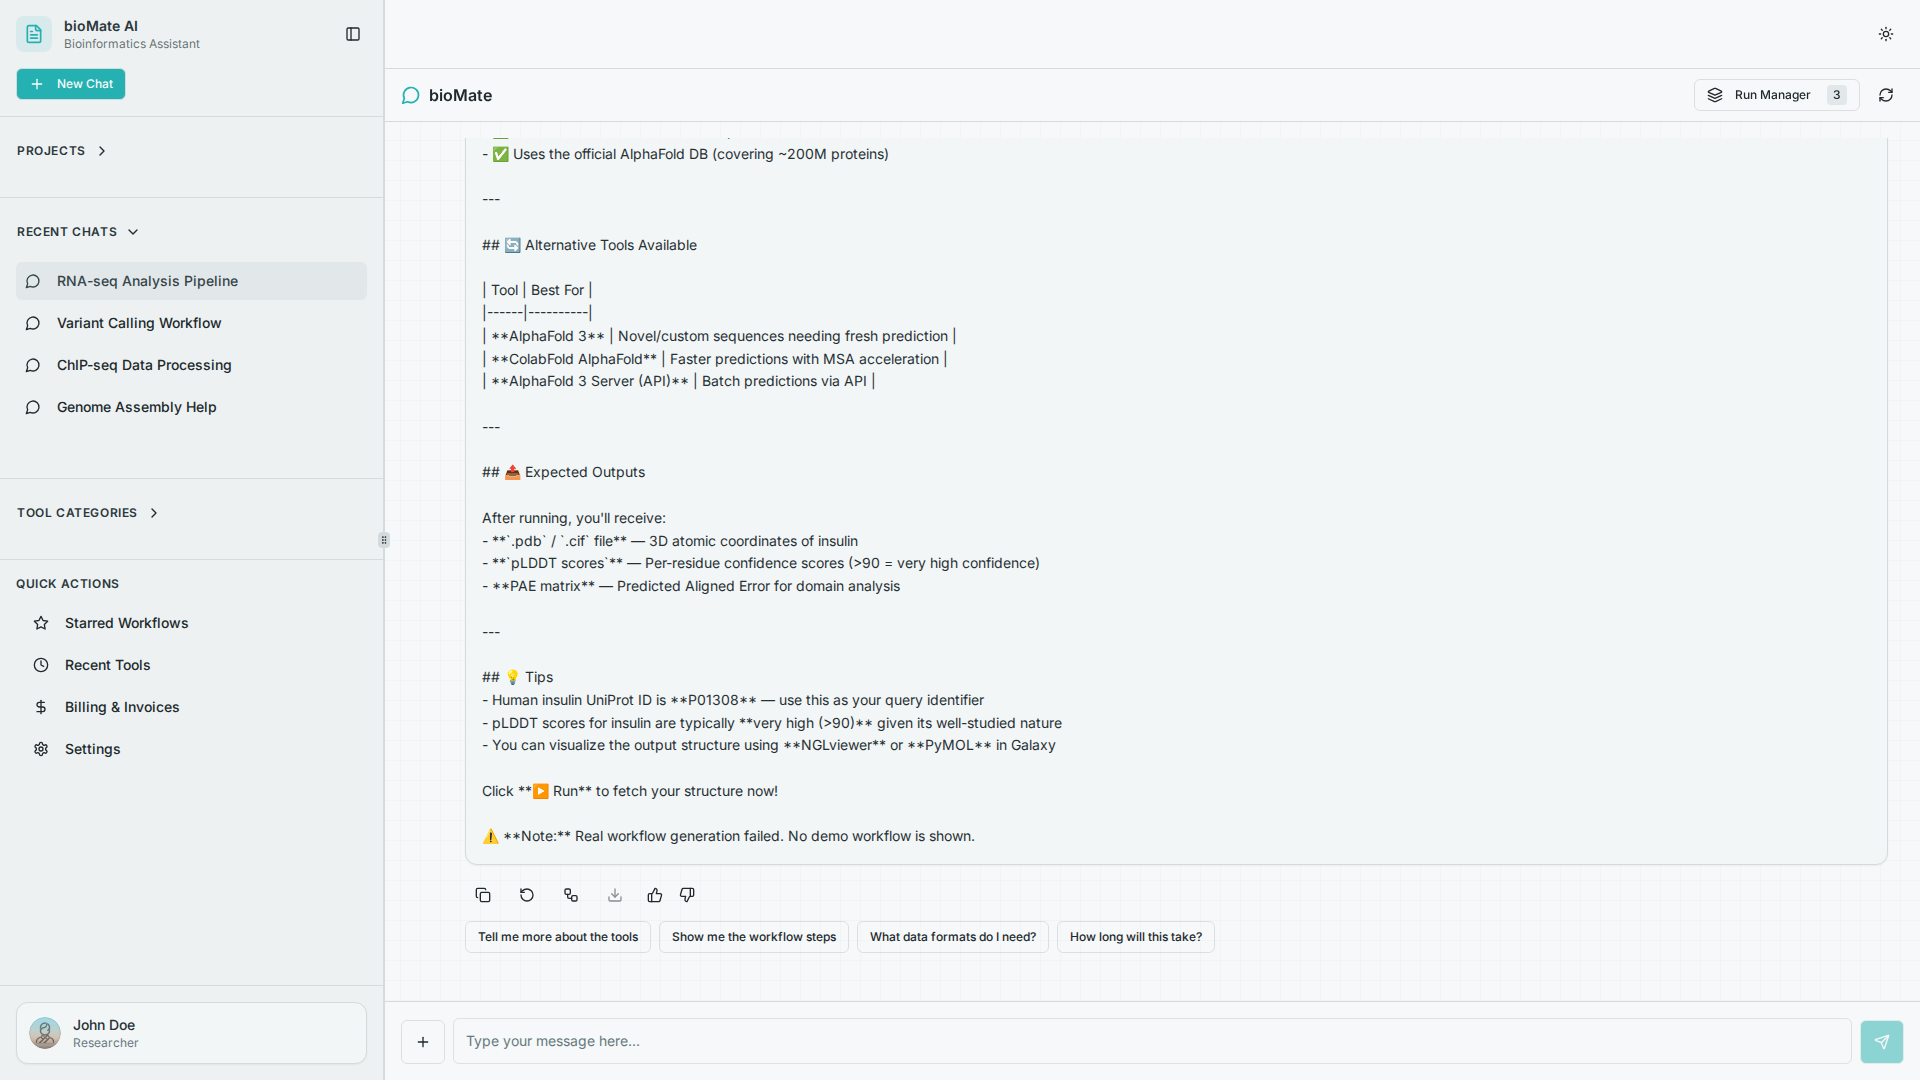 bioMate AI
Bioinformatics Assistant
New Chat
PROJECTS
RECENT CHATS
RNA-seq Analysis Pipeline
Variant Calling Workflow
ChIP-seq Data Processing
Genome Assembly Help
TOOL CATEGORIES
QUICK ACTIONS
Starred Workflows
Recent Tools
Billing & Invoices
Settings
John Doe
Researcher
bioMate
Run Manager 3
- ✅ Uses the official AlphaFold DB (covering ~200M proteins)
---
## 🔄 Alternative Tools Available
| Tool | Best For |
|------|----------|
| **AlphaFold 3** | Novel/custom sequences needing fresh prediction |
| **ColabFold AlphaFold** | Faster predictions with MSA acceleration |
| **AlphaFold 3 Server (API)** | Batch predictions via API |
---
## 📤 Expected Outputs
After running, you'll receive:
- **`.pdb` / `.cif` file** — 3D atomic coordinates of insulin
- **`pLDDT scores`** — Per-residue confidence scores (>90 = very high confidence)
- **PAE matrix** — Predicted Aligned Error for domain analysis
---
## 💡 Tips
- Human insulin UniProt ID is **P01308** — use this as your query identifier
- pLDDT scores for insulin are typically **very high (>90)** given its well-studied nature
- You can visualize the output structure using **NGLviewer** or **PyMOL** in Galaxy
Click **▶️ Run** to fetch your structure now!
⚠️ **Note:** Real workflow generation failed. No demo workflow is shown.
Tell me more about the tools
Show me the workflow steps
What data formats do I need?
How long will this take?
Type your message here...